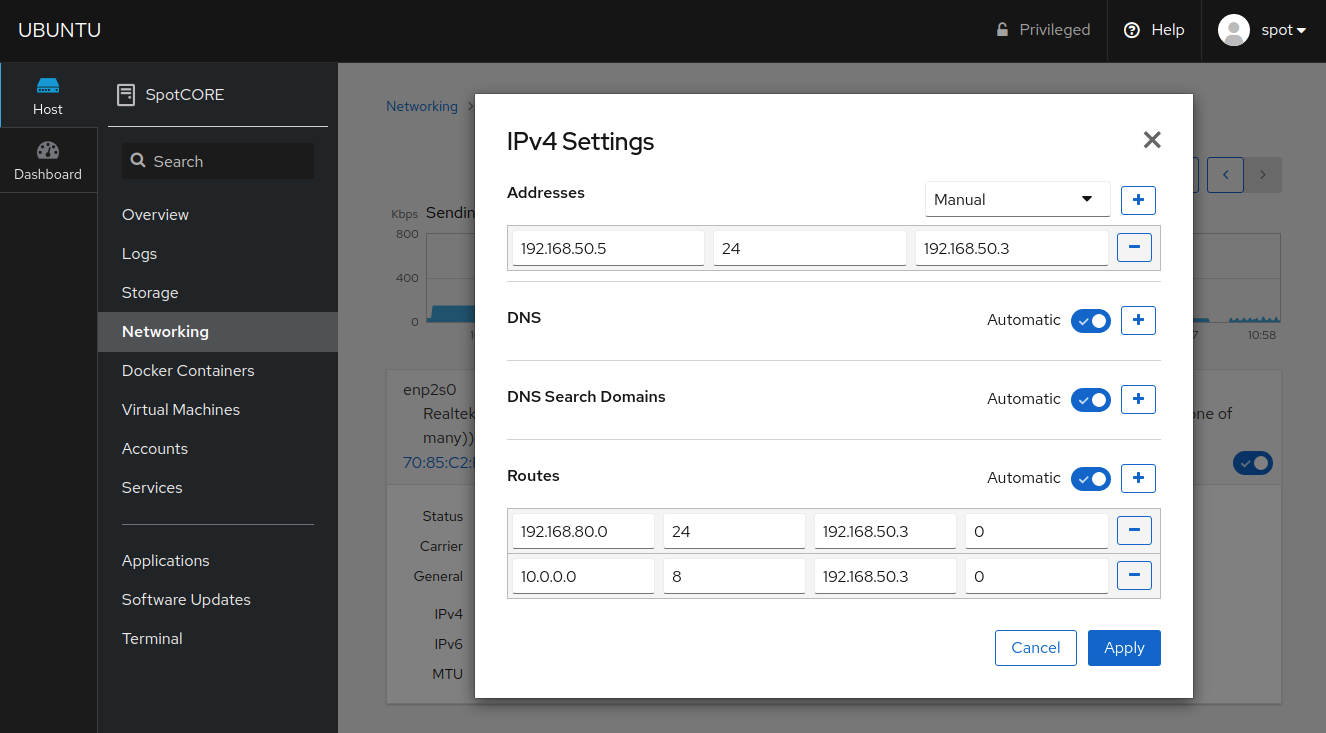 UBUNTU
Privileged
Help
spot
Host
Dashboard
SpotCORE
Search
Overview
Logs
Storage
Networking
Docker Containers
Virtual Machines
Accounts
Services
Applications
Software Updates
Terminal
Networking
Kbps Sendin
800
400
0
10:58
enp2s0
Realtek
many))
of
70:85:C2:
Status
Carrier
General
IPv4
IPv6
MTU
IPv4 Settings
Addresses
Manual
192.168.50.5 24 192.168.50.3
DNS Automatic
DNS Search Domains Automatic
Routes Automatic
192.168.80.0 24 192.168.50.3 0
10.0.0.0 8 192.168.50.3 0
Cancel Apply